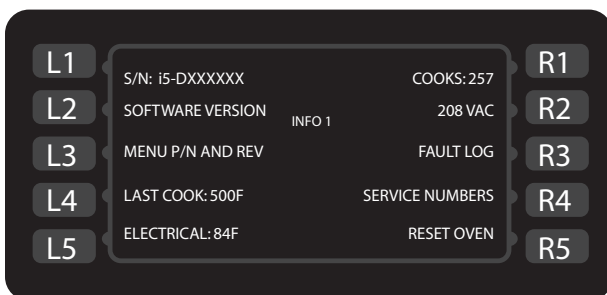 L1 S/N: i5-DXXXXXX COOKS: 257 R1
L2 SOFTWARE VERSION 208 VAC R2
INFO 1
L3 MENU P/N AND REV FAULT LOG R3
L4 LAST COOK: 500F SERVICE NUMBERS R4
L5 ELECTRICAL: 84F RESET OVEN R5